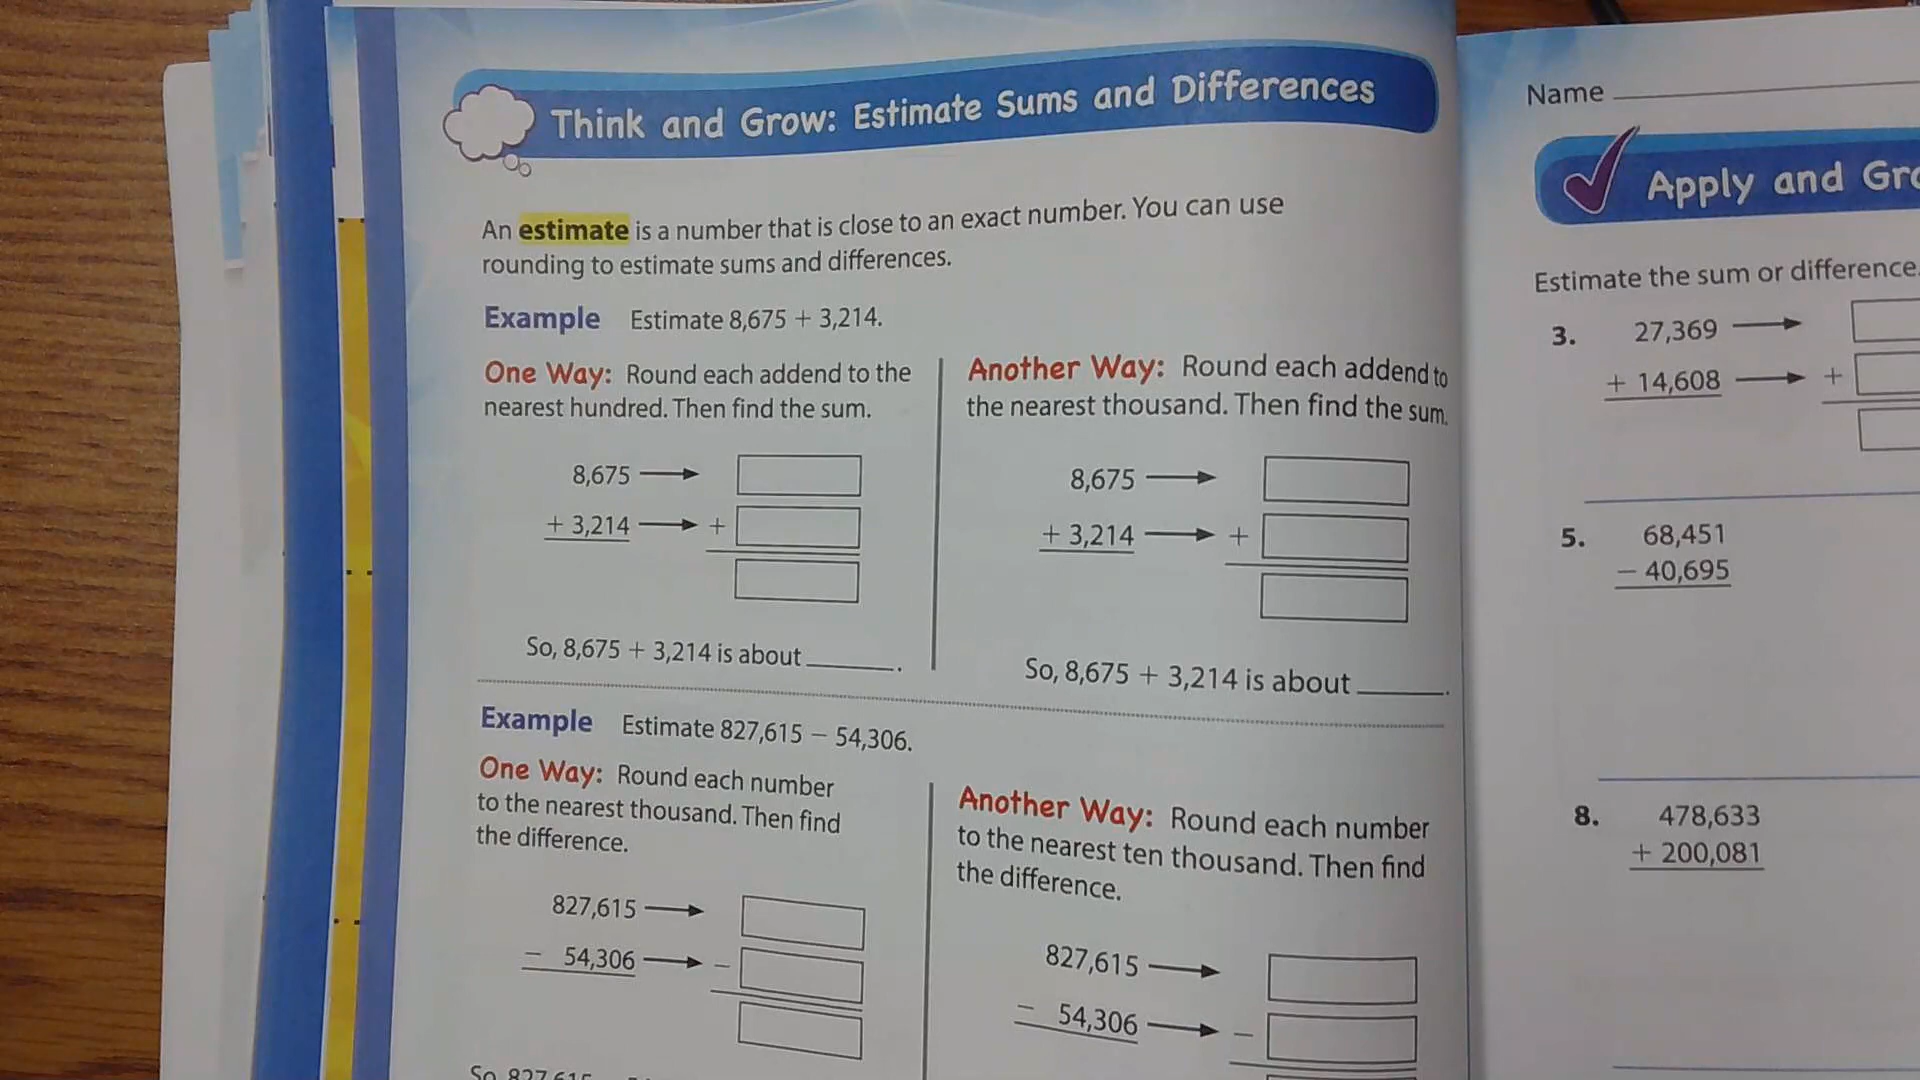 Think and Grow: Estimate Sums and Differences
An estimate is a number that is close to an exact number. You can use
rounding to estimate sums and differences.
Example Estimate 8,675 + 3,214.
One Way: Round each addend to the
nearest hundred. Then find the sum.
8,675
+ 3,214 +
So, 8,675 + 3,214 is about ______.
Another Way: Round each addend to
the nearest thousand. Then find the sum.
8,675
+ 3,214 +
So, 8,675 + 3,214 is about ______.
Example Estimate 827,615 − 54,306.
One Way: Round each number
to the nearest thousand. Then find
the difference.
827,615
− 54,306 −
So, 827,615
Another Way: Round each number
to the nearest ten thousand. Then find
the difference.
827,615
− 54,306 −
Name
Apply and Gro
Estimate the sum or difference.
3. 27,369
+ 14,608 +
5. 68,451
− 40,695
8. 478,633
+ 200,081